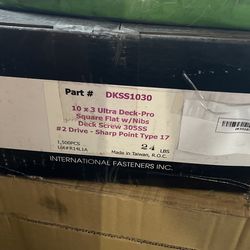 Part # DKSS1030
10 x 3 Ultra Deck-Pro
Square Flat w/Nibs
Deck Screw 305SS
#2 Drive - Sharp Point Type 17
1,500PCS
24 LBS
Made in Taiwan, R.O.C.
INTERNATIONAL FASTENERS INC.